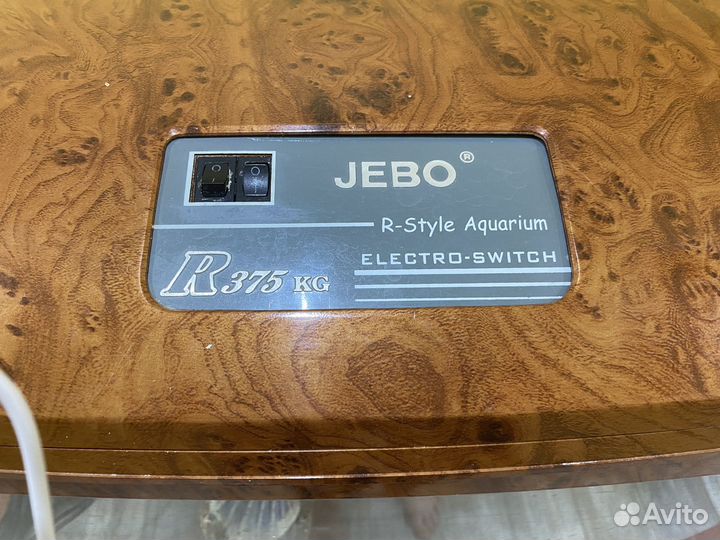 JEBO®
R-Style Aquarium
ELECTRO-SWITCH
R375 KG
Avito